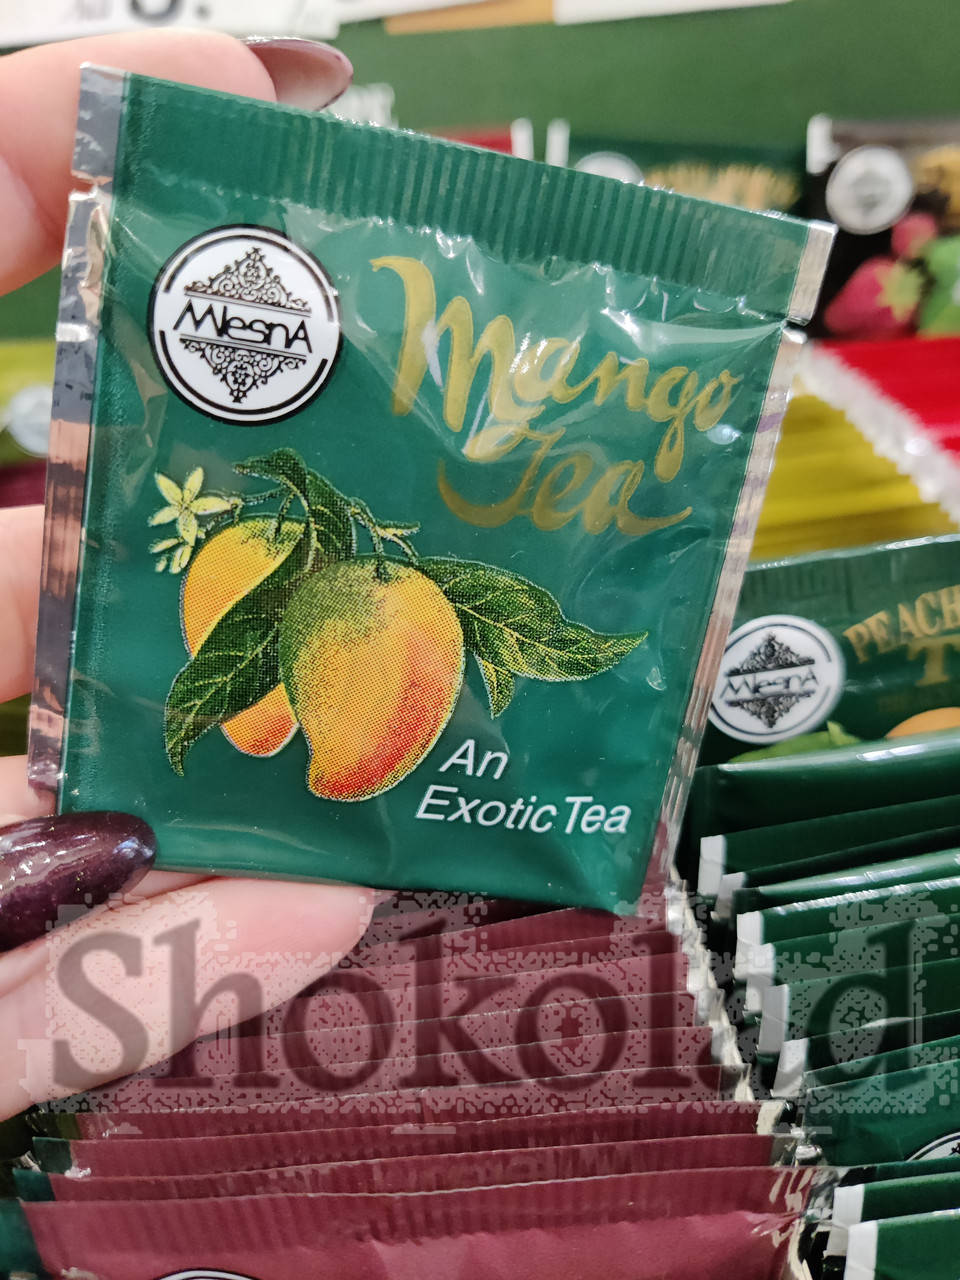 MlesnA
Mango
Tea
An
Exotic Tea
PEACH
MlesnA
Shokolad